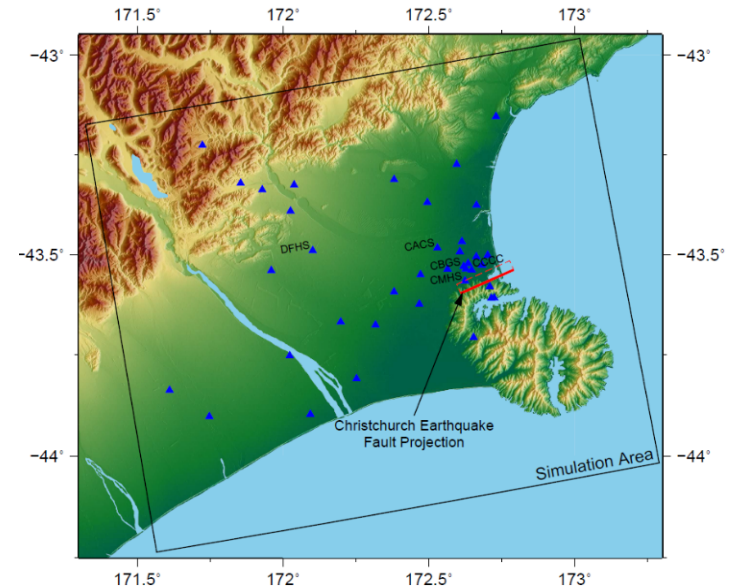 171.5° 172° 172.5° 173°
−43° −43°
DFHS CACS
−43.5° CBGS CCCC −43.5°
CMHS
Christchurch Earthquake
Fault Projection
−44° Simulation Area −44°
171.5° 172° 172.5° 173°